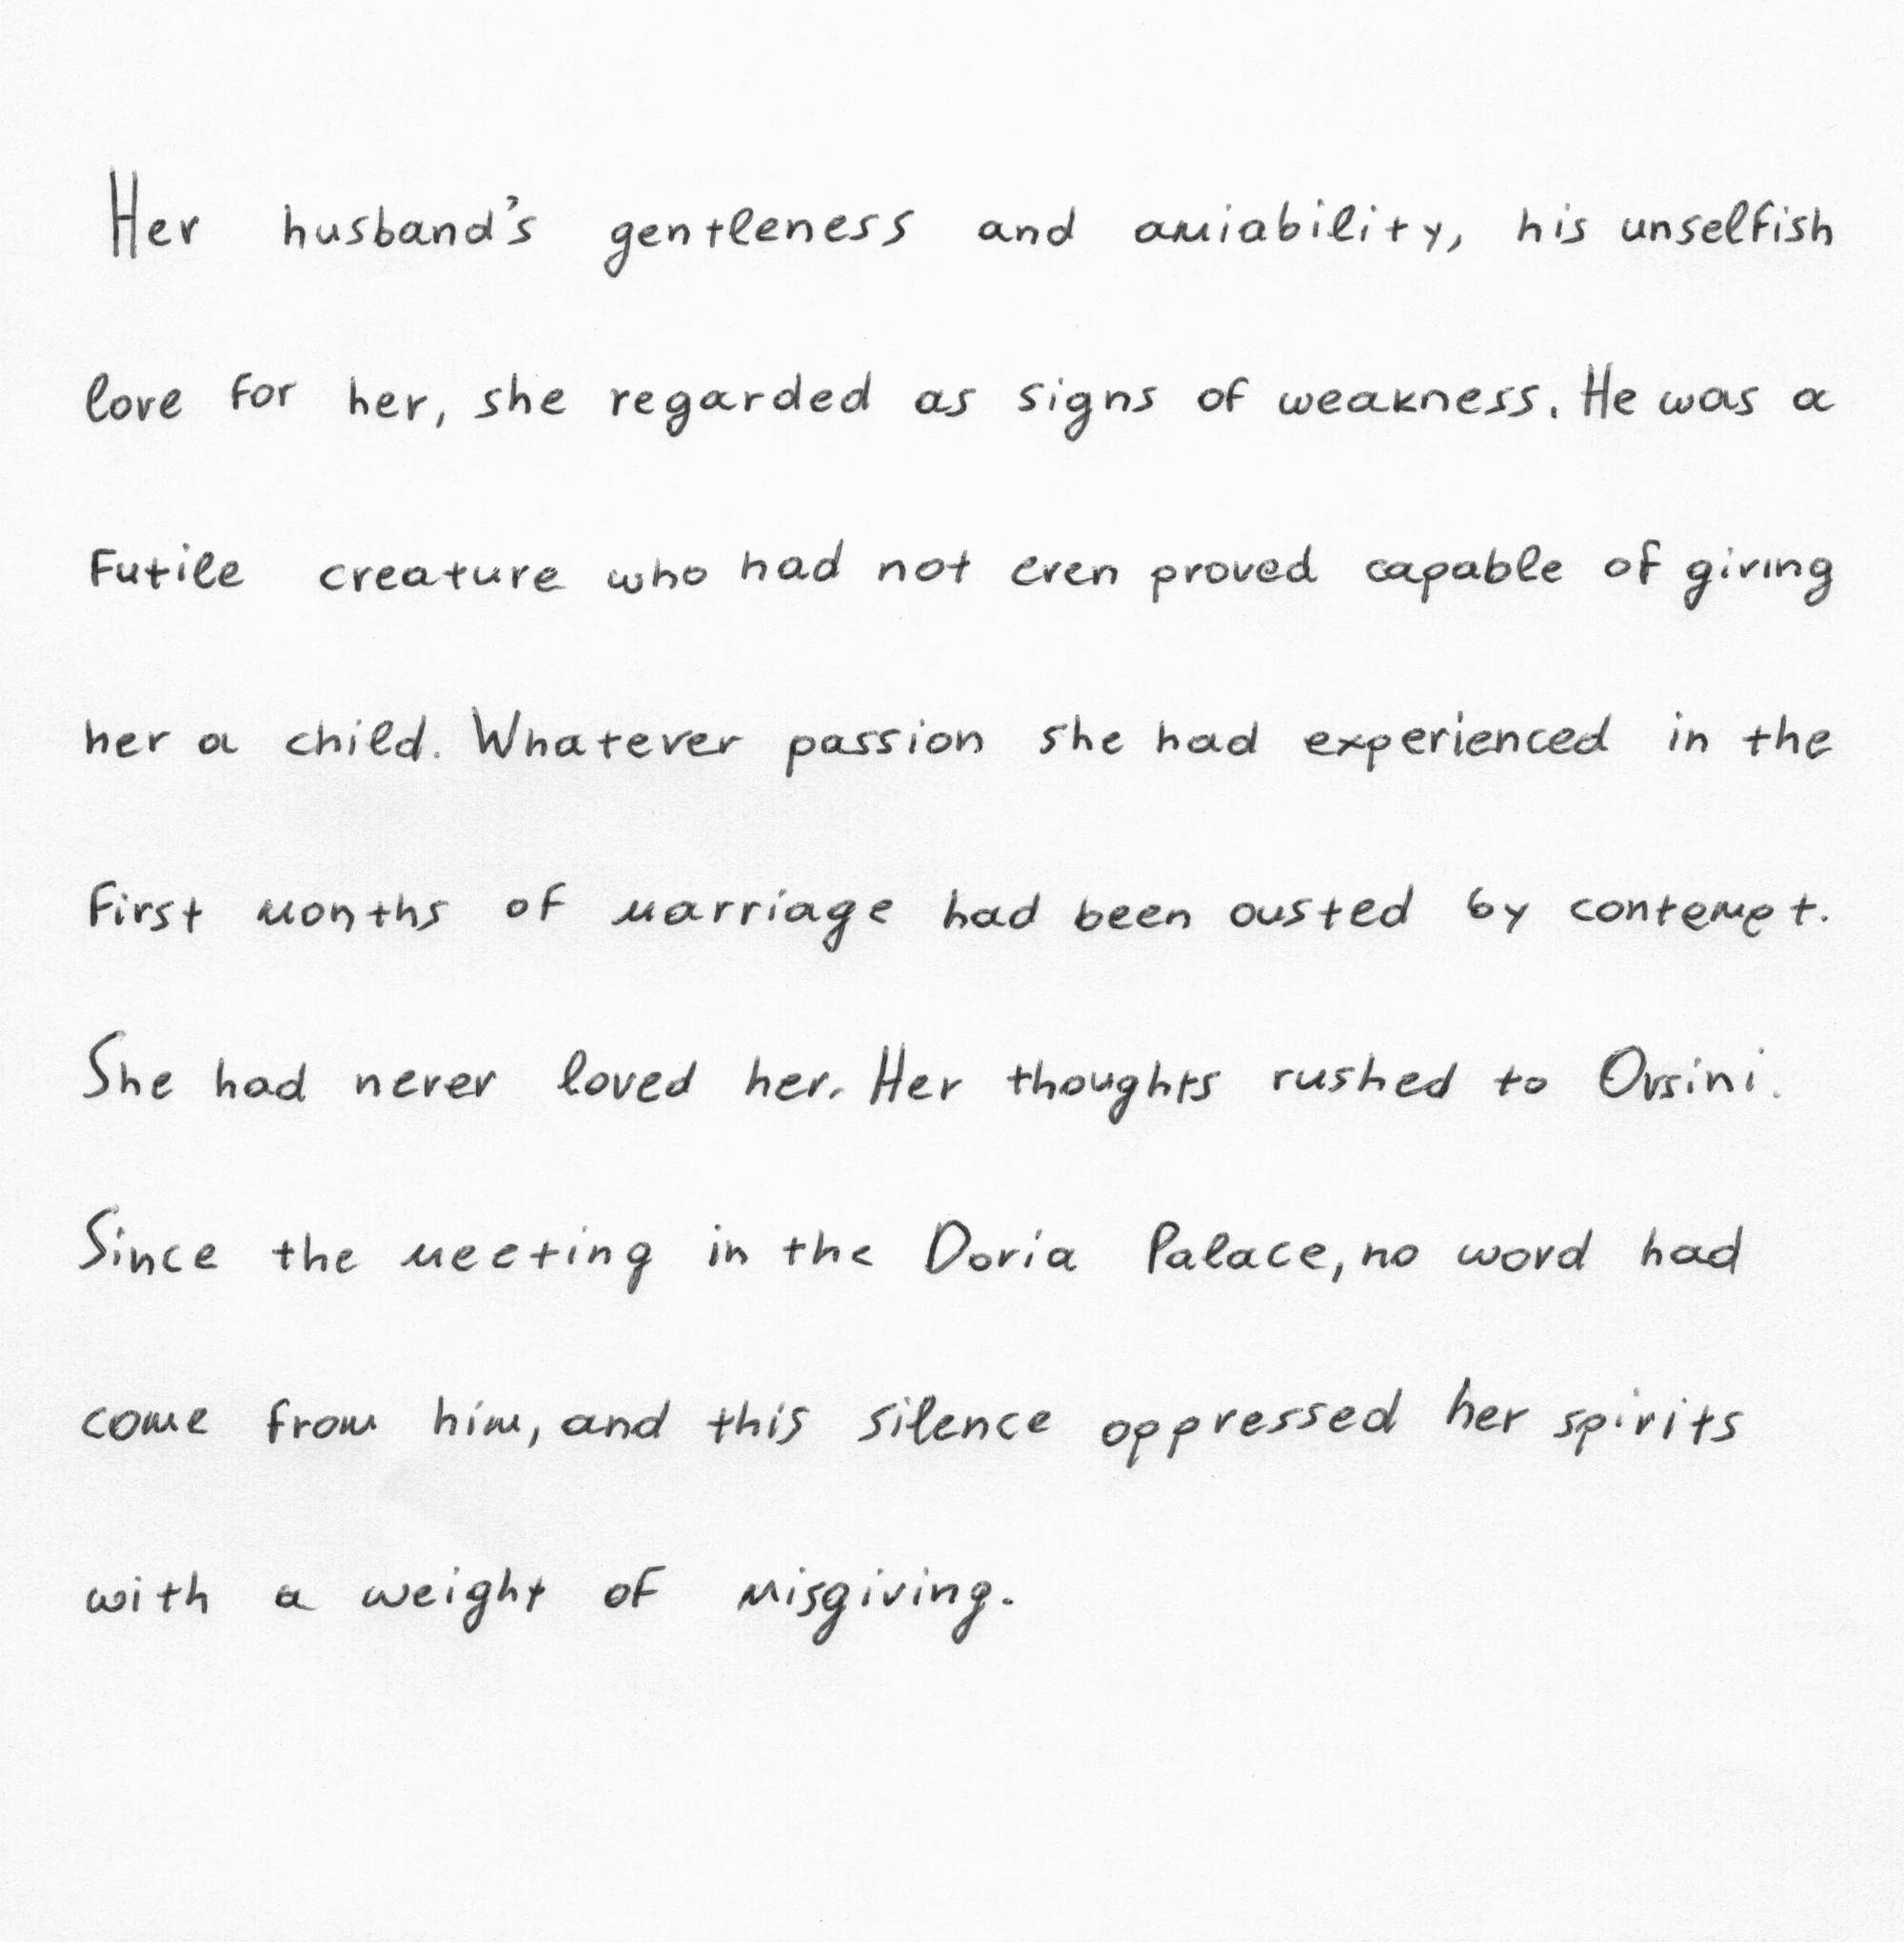 Her husband's gentleness and amiability, his unselfish
love for her, she regarded as signs of weakness. He was a
futile creature who had not even proved capable of giving
her a child. Whatever passion she had experienced in the
first months of marriage had been ousted by contempt.
She had never loved her. Her thoughts rushed to Orsini.
Since the meeting in the Doria Palace, no word had
come from him, and this silence oppressed her spirits
with a weight of misgiving.